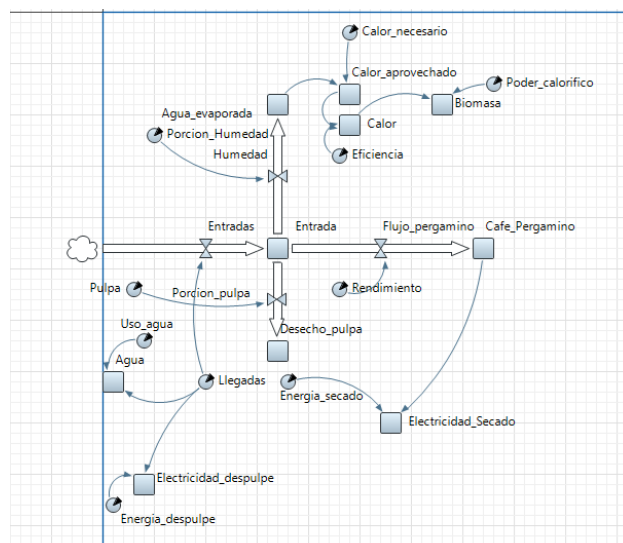 Calor_necesario
Calor_aprovechado
Poder_calorifico
Agua_evaporada
Biomasa
Porcion_Humedad
Calor
Humedad
Eficiencia
Entradas
Entrada
Flujo_pergamino
Cafe_Pergamino
Pulpa
Porcion_pulpa
Rendimiento
Uso_agua
Desecho_pulpa
Agua
Llegadas
Energia_secado
Electricidad_Secado
Electricidad_despulpe
Energia_despulpe